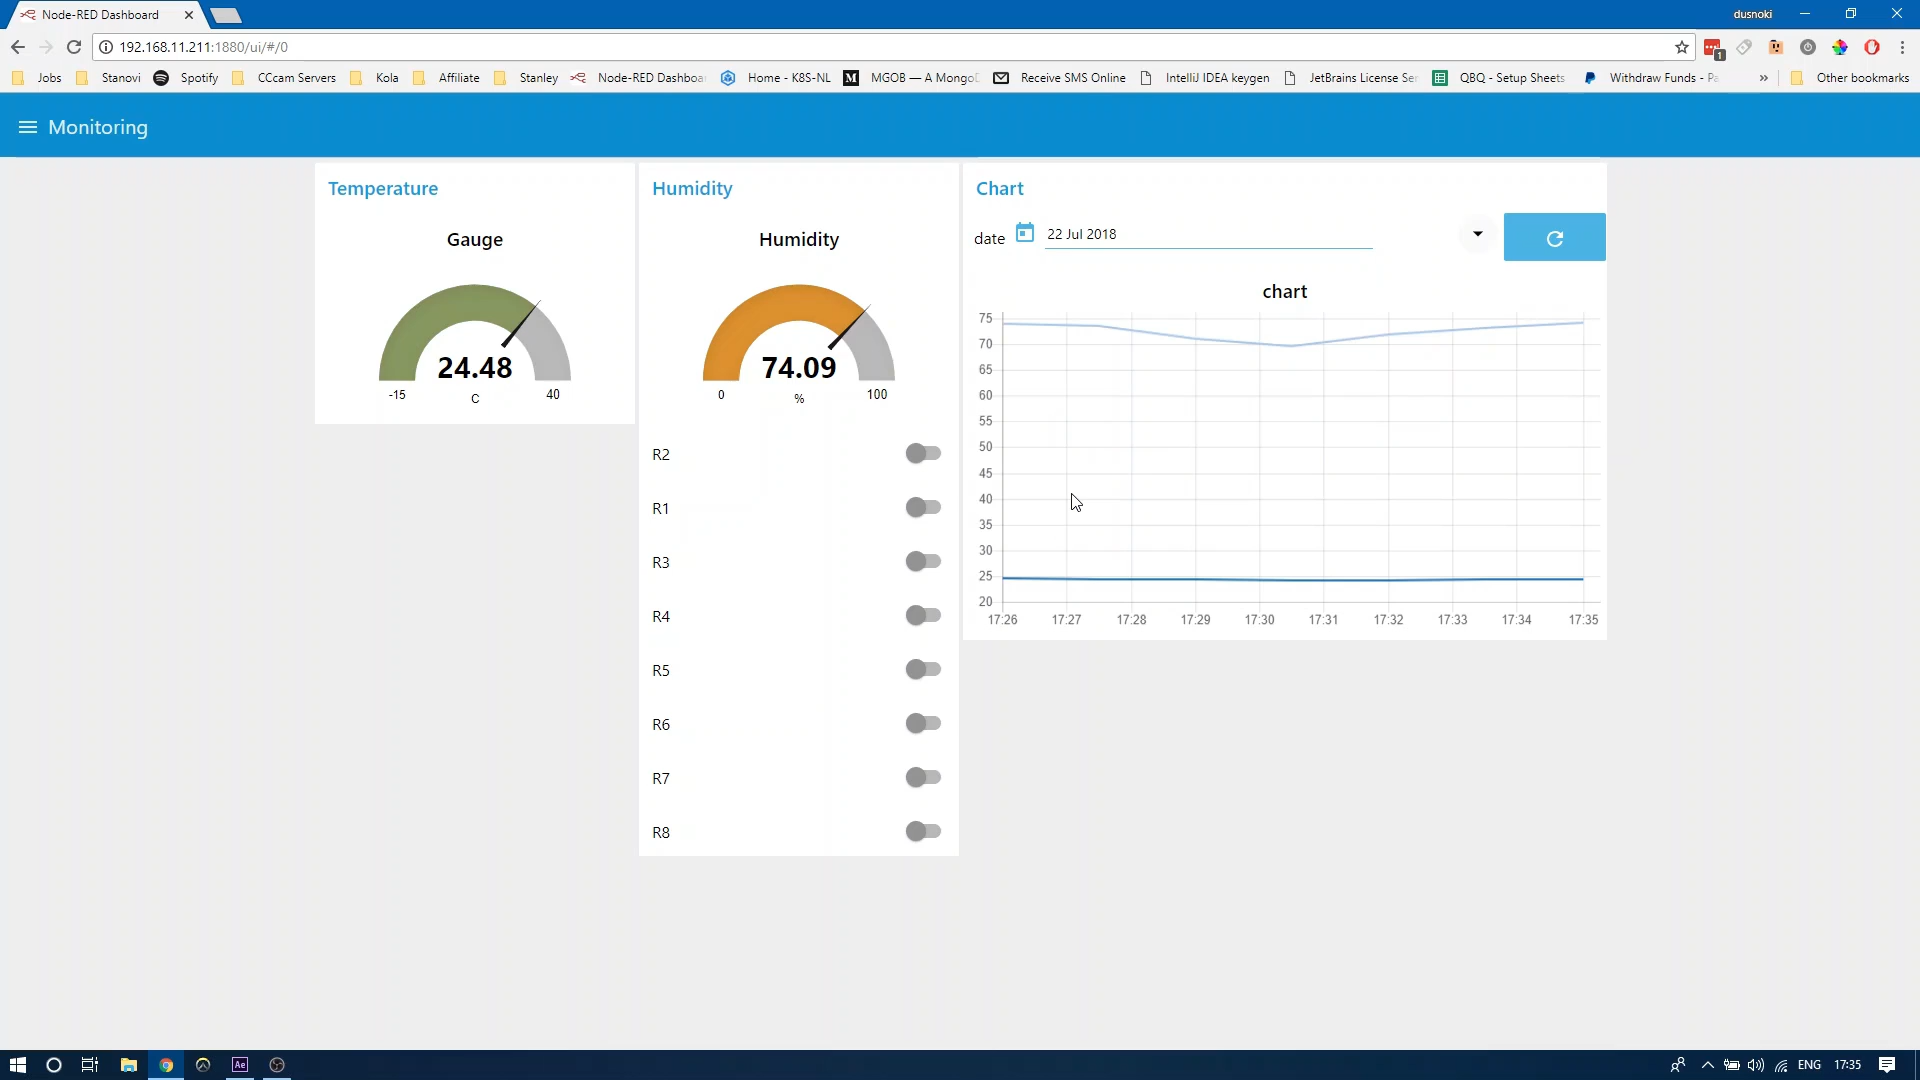 Node-RED Dashboard
dusnoki
192.168.11.211:1880/ui/#/0
1
Jobs Stanovi Spotify CCcam Servers Kola Affiliate Stanley Node-RED Dashboa Home - K8S-NL MGOB — A Mongo Receive SMS Online IntelliJ IDEA keygen JetBrains License Ser QBQ - Setup Sheets Withdraw Funds - Pa » Other bookmarks
Monitoring
Temperature
Gauge
24.48
-15
C
40
Humidity
Humidity
74.09
0
%
100
R2
R1
R3
R4
R5
R6
R7
R8
Chart
date 22 Jul 2018
chart
75
70
65
60
55
50
45
40
35
30
25
20
17:26 17:27 17:28 17:29 17:30 17:31 17:32 17:33 17:34 17:35
Ae
ENG 17:35